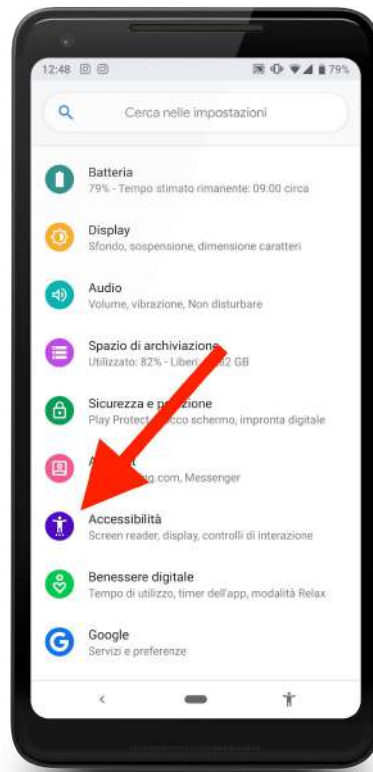 12:48
79%
Cerca nelle impostazioni
Batteria
79% - Tempo stimato rimanente: 09:00 circa
Display
Sfondo, sospensione, dimensione caratteri
Audio
Volume, vibrazione, Non disturbare
Spazio di archiviazione
Utilizzato: 82% - GB
Sicurezza e
Play Protect, schermo, impronta digitale
Messenger
Accessibilità
Screen reader, display, controlli di interazione
Benessere digitale
Tempo di utilizzo, timer dell'app, modalità Relax
Google
Servizi e preferenze